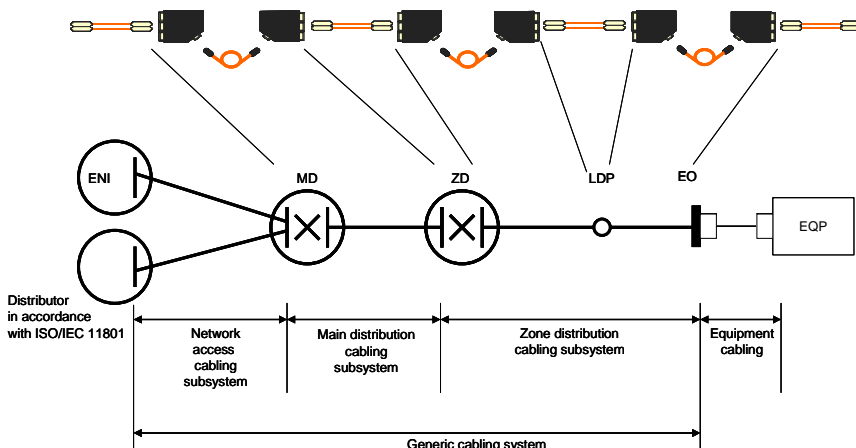 ENI
MD
ZD
LDP
EO
EQP
Distributor
in accordance
with ISO/IEC 11801
Network
access
cabling
subsystem
Main distribution
cabling
subsystem
Zone distribution
cabling subsystem
Equipment
cabling
Generic cabling system